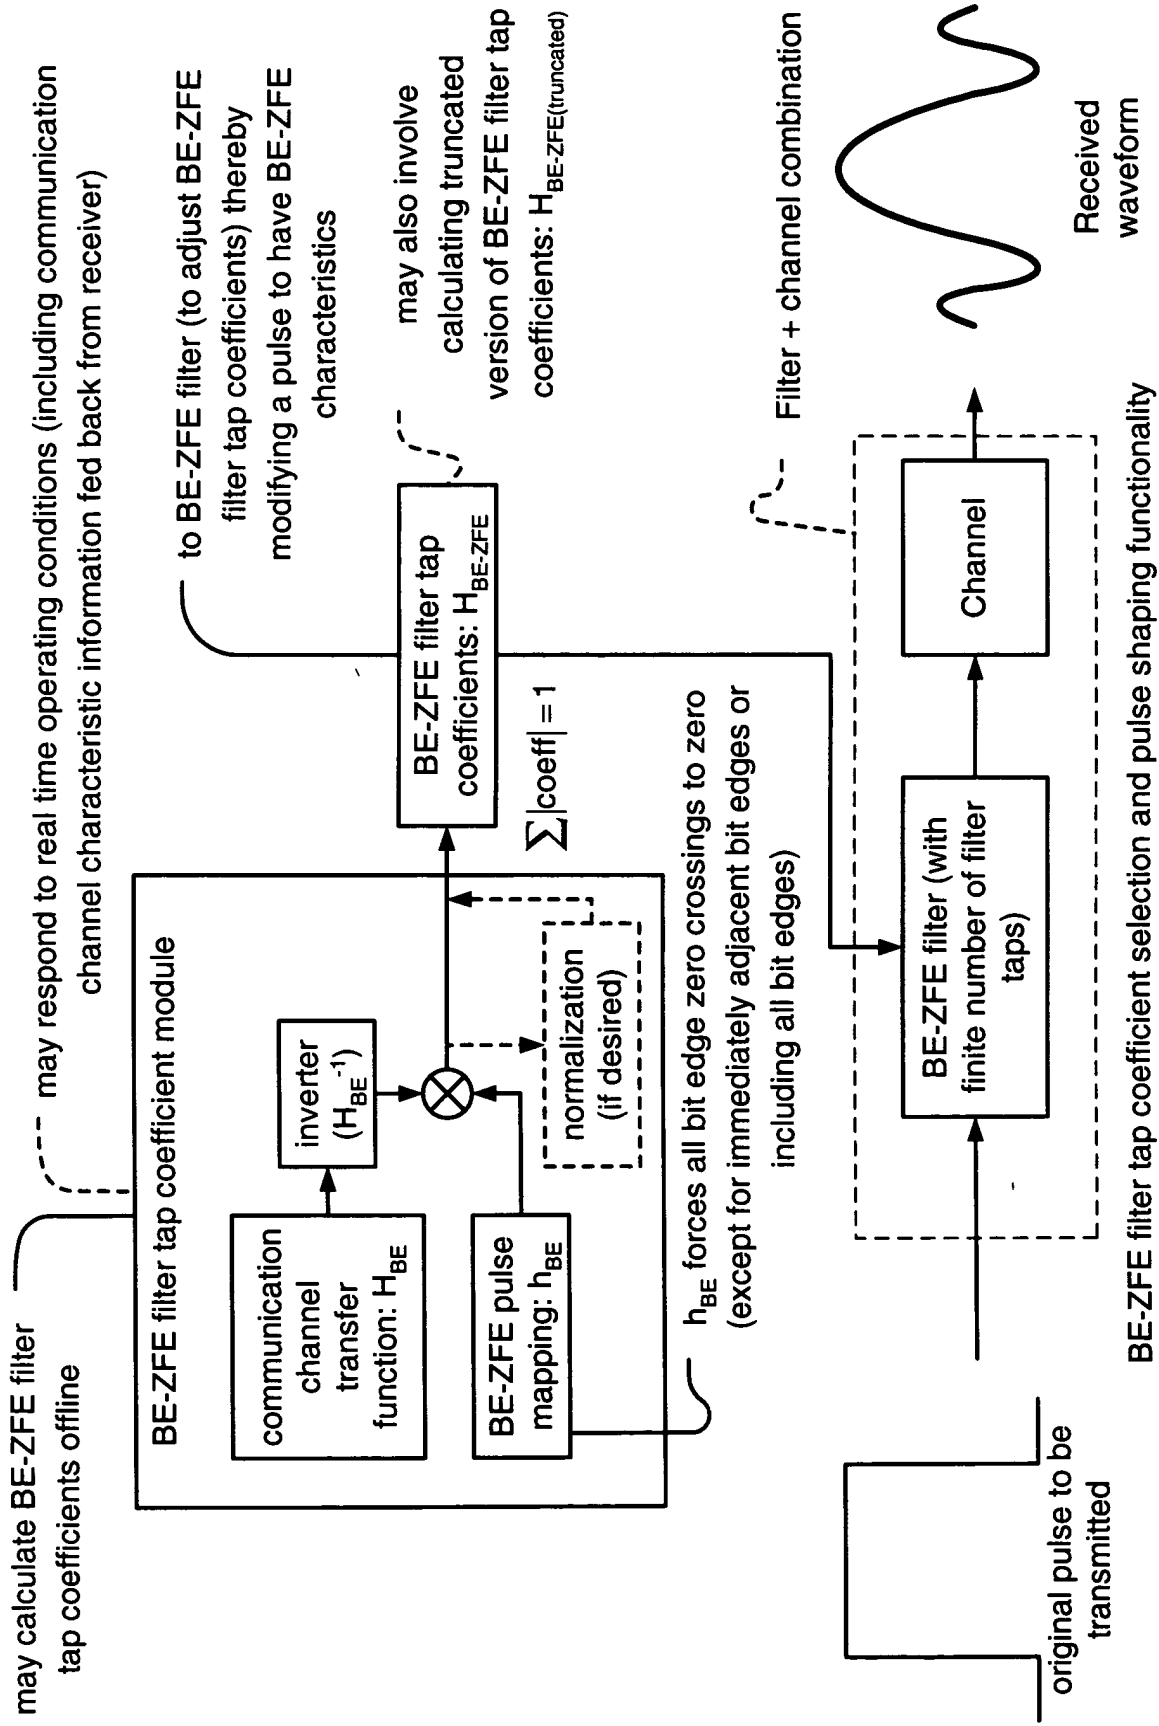 may calculate BE-ZFE filter
tap coefficients offline
may respond to real time operating conditions (including communication
channel characteristic information fed back from receiver)
BE-ZFE filter tap coefficient module
communication
channel
transfer
function: H_BE
inverter
(H_BE^-1)
BE-ZFE pulse
mapping: h_BE
normalization
(if desired)
to BE-ZFE filter (to adjust BE-ZFE
filter tap coefficients) thereby
modifying a pulse to have BE-ZFE
characteristics
BE-ZFE filter tap
coefficients: H_BE-ZFE
∑|coeff| = 1
may also involve
calculating truncated
version of BE-ZFE filter tap
coefficients: H_BE-ZFE(truncated)
h_BE forces all bit edge zero crossings to zero
(except for immediately adjacent bit edges or
including all bit edges)
Filter + channel combination
original pulse to be
transmitted
BE-ZFE filter (with
finite number of filter
taps)
Channel
Received
waveform
BE-ZFE filter tap coefficient selection and pulse shaping functionality